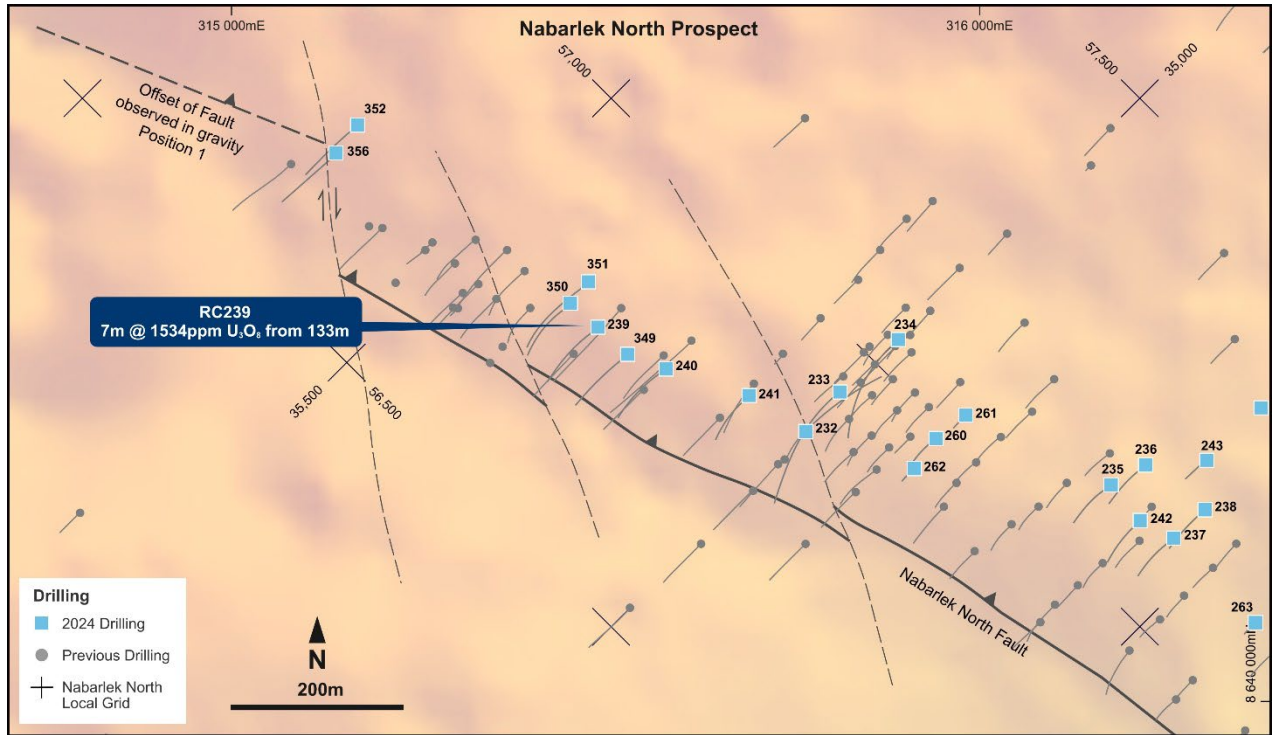 315 000mE
Nabarlek North Prospect
316 000mE
57,000
57,500
35,000
Offset of Fault
observed in gravity
Position 1
352
356
351
350
239
349
240
241
RC239
7m @ 1534ppm U₃O₈ from 133m
35,500
56,500
234
233
232
261
260
262
236
243
235
238
242
237
263
Nabarlek North Fault
8 640 000mN
Drilling
2024 Drilling
Previous Drilling
Nabarlek North
Local Grid
N
200m